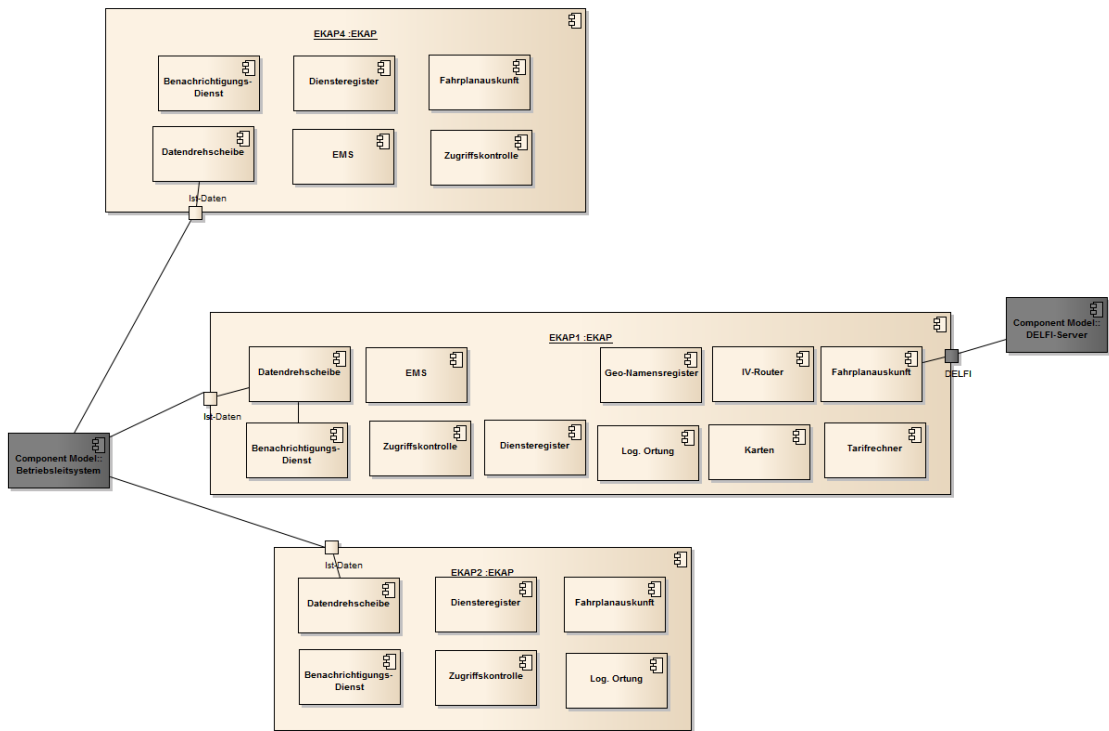 EKAP4 :EKAP
Benachrichtigungs-
Dienst
Diensteregister
Fahrplanauskunft
Datendrehscheibe
EMS
Zugriffskontrolle
Ist-Daten
EKAP1 :EKAP
Datendrehscheibe
EMS
Geo-Namensregister
IV-Router
Fahrplanauskunft
DELFI
Component Model::
DELFI-Server
Ist-Daten
Benachrichtigungs-
Dienst
Zugriffskontrolle
Diensteregister
Log. Ortung
Karten
Tarifrechner
Component Model::
Betriebsleitsystem
Ist-Daten
EKAP2 :EKAP
Datendrehscheibe
Diensteregister
Fahrplanauskunft
Benachrichtigungs-
Dienst
Zugriffskontrolle
Log. Ortung